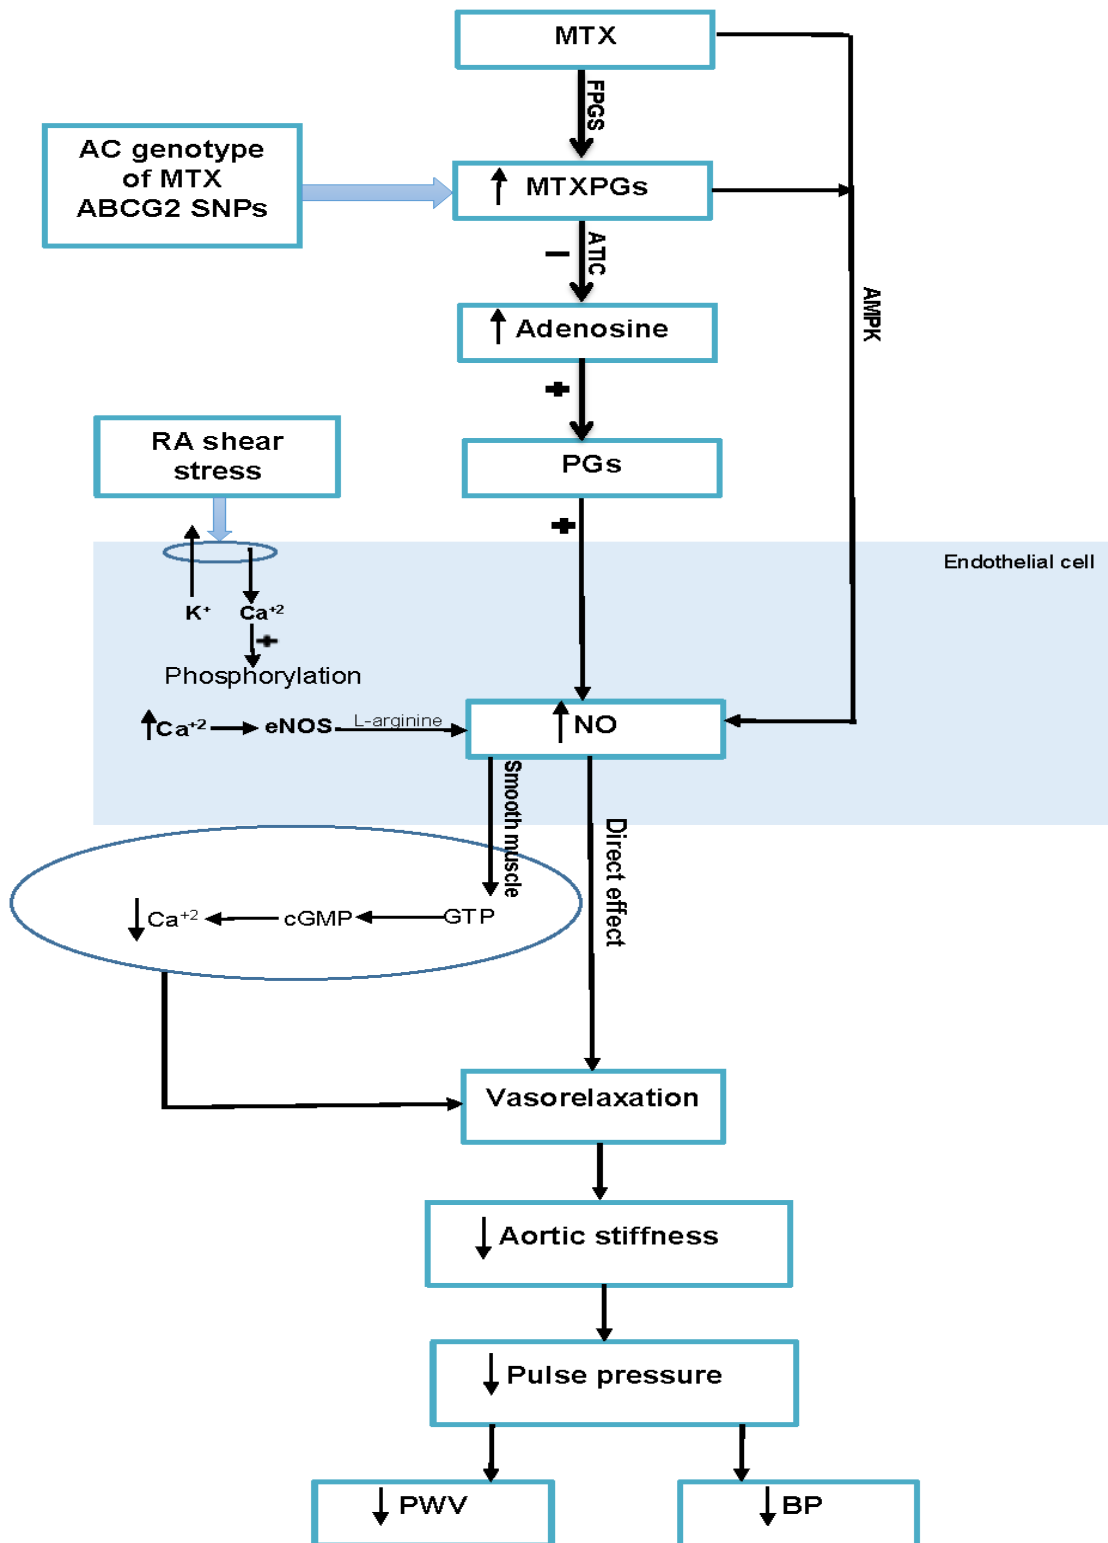 MTX
FPGS
AC genotype
of MTX
ABCG2 SNPs
MTXPGs
ATIC
Adenosine
AMPK
RA shear
stress
PGs
Endothelial cell
K+
Ca+2
Phosphorylation
Ca+2
eNOS
L-arginine
NO
Smooth muscle
Direct effect
Ca+2
cGMP
GTP
Vasorelaxation
Aortic stiffness
Pulse pressure
PWV
BP